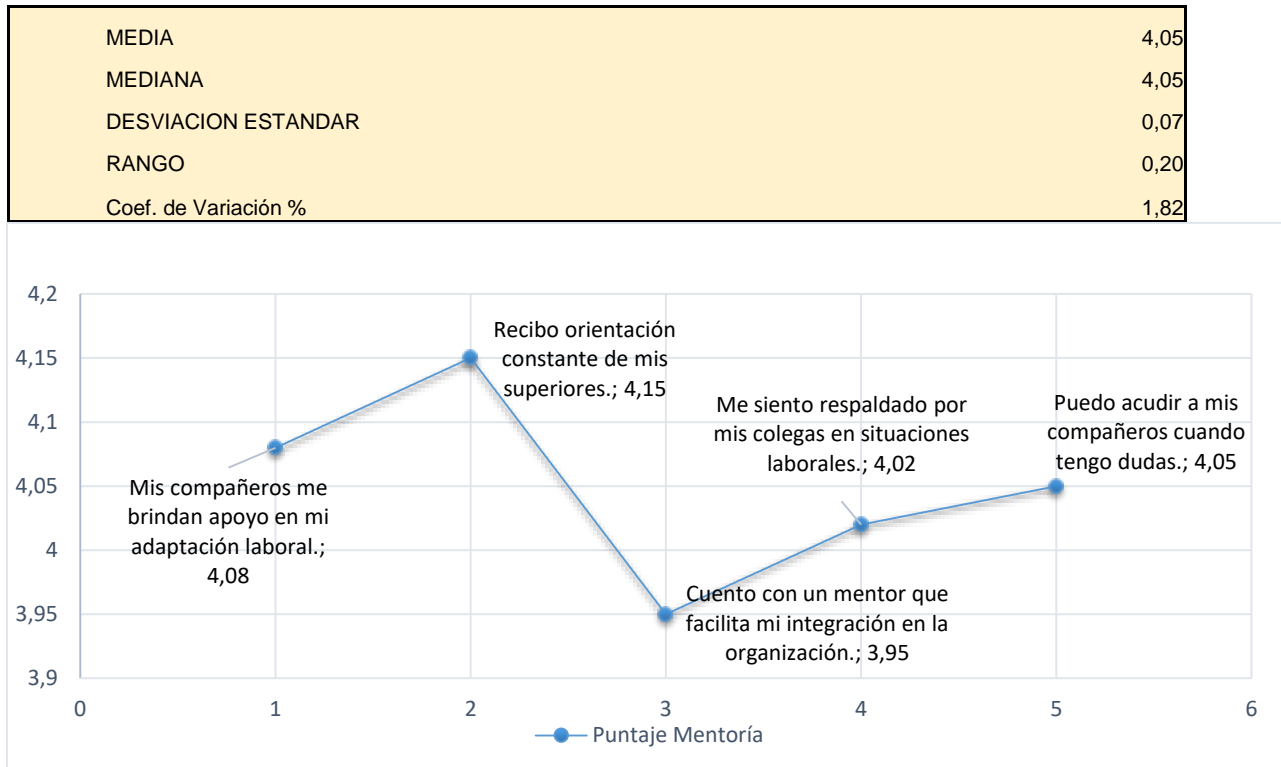 MEDIA 4,05
MEDIANA 4,05
DESVIACION ESTANDAR 0,07
RANGO 0,20
Coef. de Variación % 1,82
4,2
4,15
4,1
4,05
4
3,95
3,9
Mis compañeros me
brindan apoyo en mi
adaptación laboral.;
4,08
Recibo orientación
constante de mis
superiores.; 4,15
Cuento con un mentor que
facilita mi integración en la
organización.; 3,95
Me siento respaldado por
mis colegas en situaciones
laborales.; 4,02
Puedo acudir a mis
compañeros cuando
tengo dudas.; 4,05
0 1 2 3 4 5 6
Puntaje Mentoría